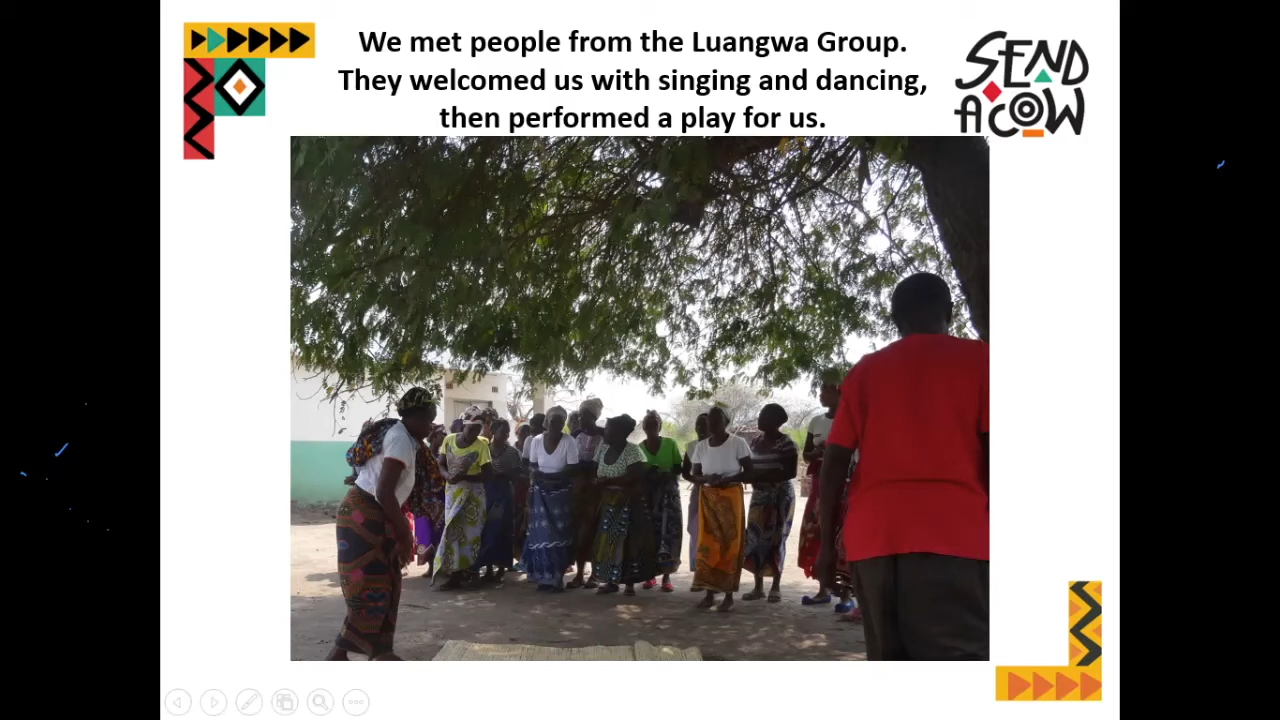 We met people from the Luangwa Group.
They welcomed us with singing and dancing,
then performed a play for us.
SEND
A COW